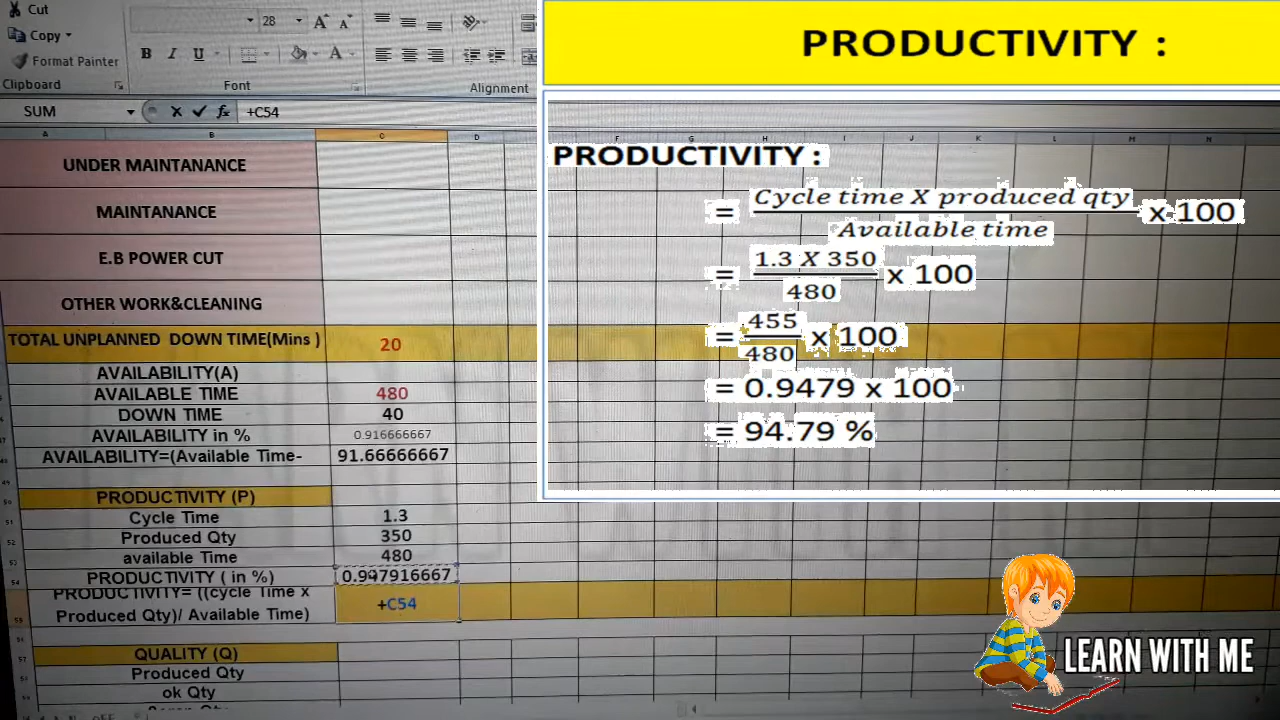 Cut
Copy
Format Painter
Clipboard
28
A A
B I U
A
Font
Alignment
SUM
fx
+C54
A B C D
UNDER MAINTANANCE
MAINTANANCE
E.B POWER CUT
OTHER WORK&CLEANING
TOTAL UNPLANNED DOWN TIME(Mins ) 20
AVAILABILITY(A)
AVAILABLE TIME 480
DOWN TIME 40
AVAILABILITY in % 0.916666667
AVAILABILITY=(Available Time- 91.66666667
PRODUCTIVITY (P)
Cycle Time 1.3
Produced Qty 350
available Time 480
PRODUCTIVITY ( in %) 0.947916667
PRODUCTIVITY= ((cycle Time x
Produced Qty)/ Available Time) +C54
QUALITY (Q)
Produced Qty
ok Qty
PRODUCTIVITY :
F G H I J K L M N
PRODUCTIVITY :
= Cycle time X produced qty x 100
Available time
= 1.3 X 350 x 100
480
= 455 x 100
480
= 0.9479 x 100
= 94.79 %
LEARN WITH ME